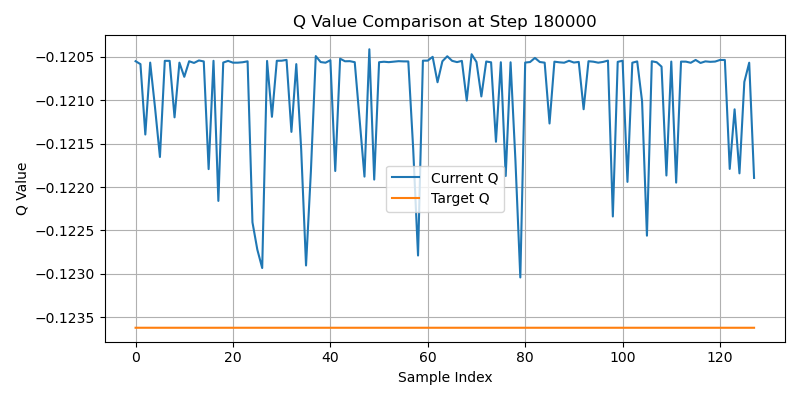 Q Value Comparison at Step 180000
−0.1205
−0.1210
−0.1215
−0.1220
−0.1225
−0.1230
−0.1235
Q Value
Current Q
Target Q
0 20 40 60 80 100 120
Sample Index